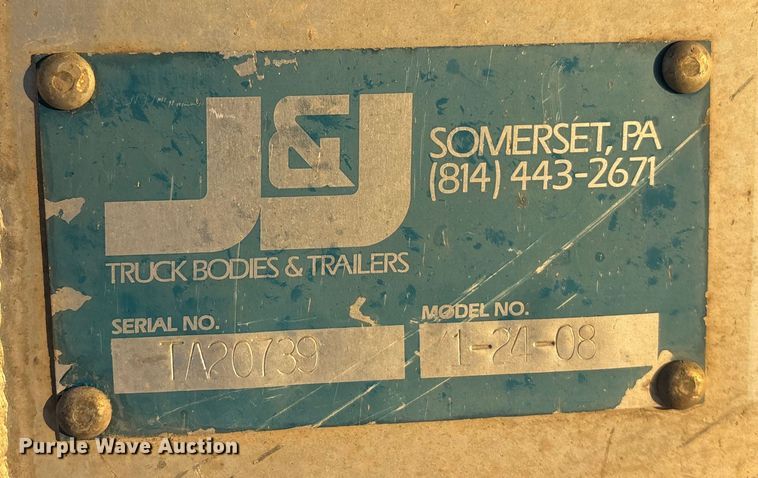 J&J
SOMERSET, PA
(814) 443-2671
TRUCK BODIES & TRAILERS
SERIAL NO.
TA20739
MODEL NO.
1-24-08
Purple Wave Auction